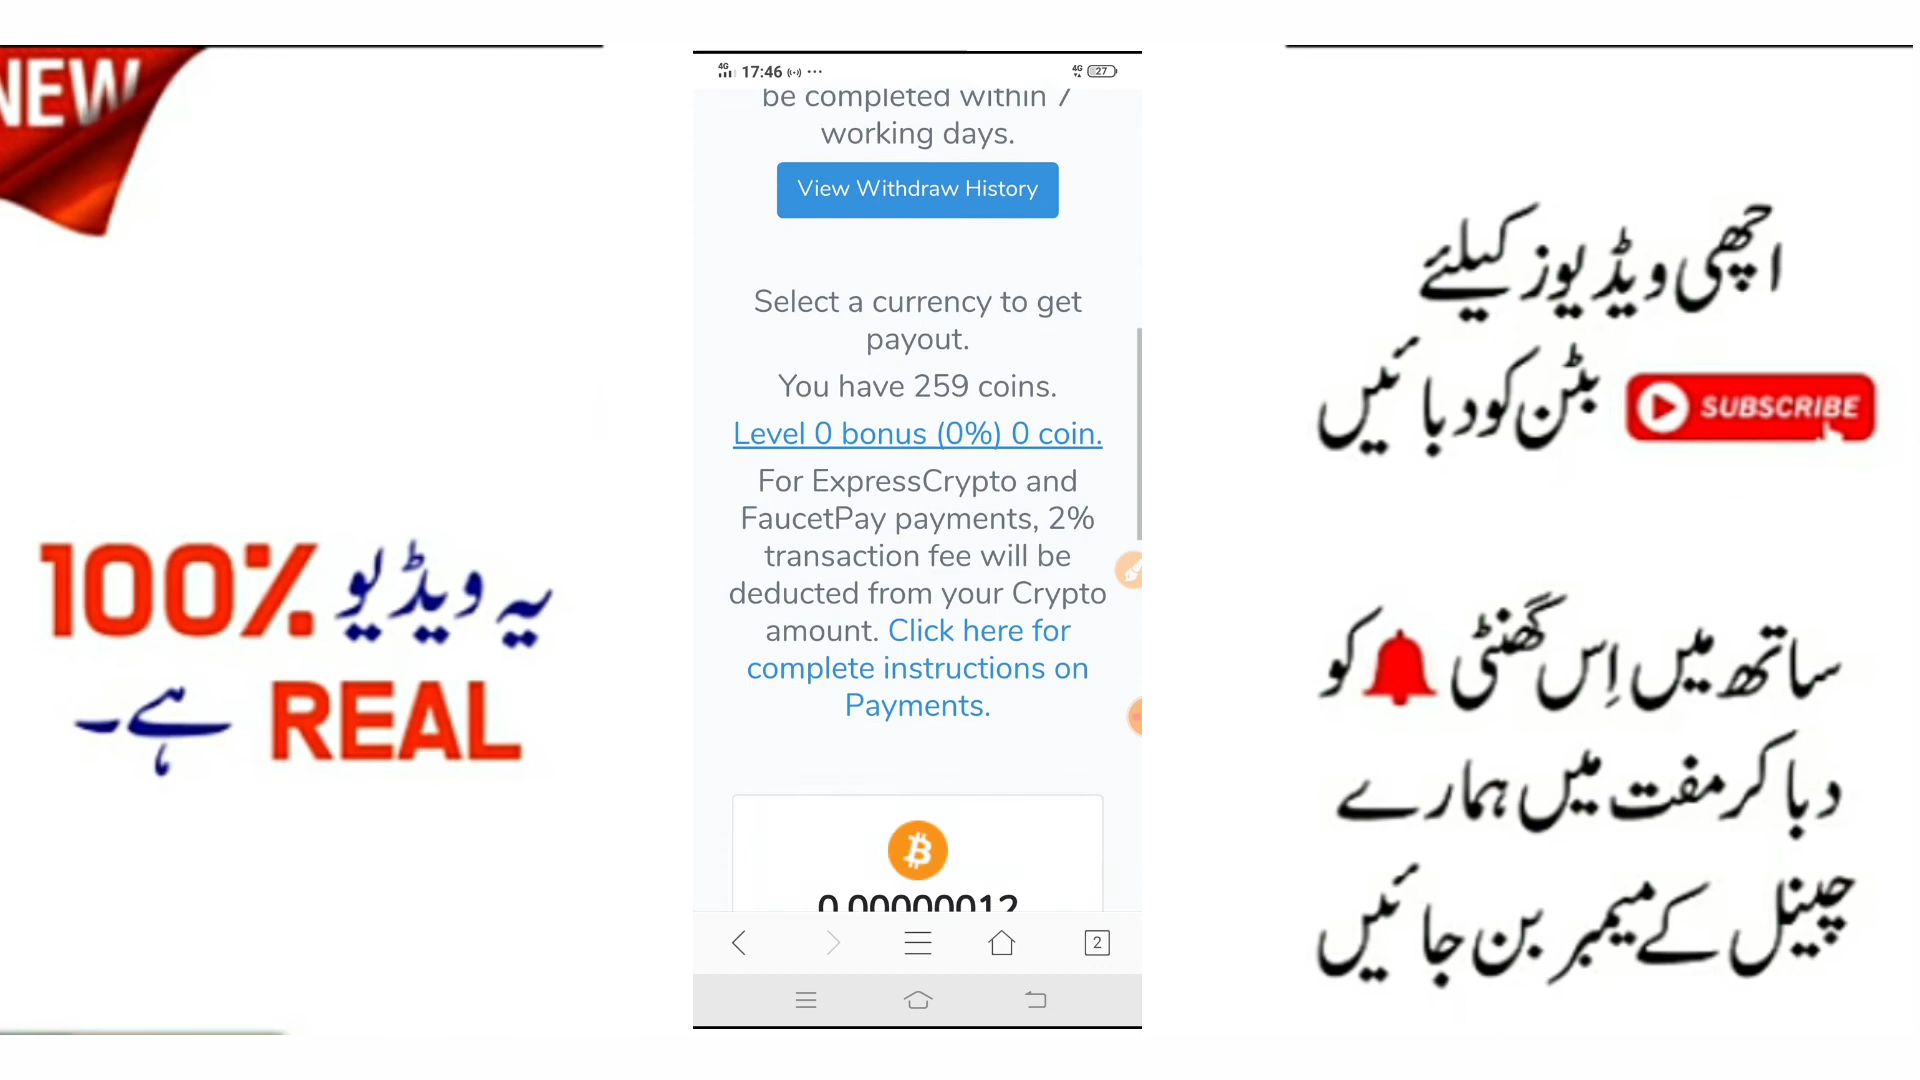 NEW
یہ ویڈیو 100%
REAL ہے۔
4G 17:46 ... 4G 27
be completed within 7
working days.
View Withdraw History
Select a currency to get
payout.
You have 259 coins.
Level 0 bonus (0%) 0 coin.
For ExpressCrypto and
FaucetPay payments, 2%
transaction fee will be
deducted from your Crypto
amount. Click here for
complete instructions on
Payments.
0.00000012
2
اچھی ویڈیوز کیلئے
بٹن کو دبائیں SUBSCRIBE
ساتھ میں اِس گھنٹی کو
دبا کر مفت میں ہمارے
چینل کے میمبر بن جائیں